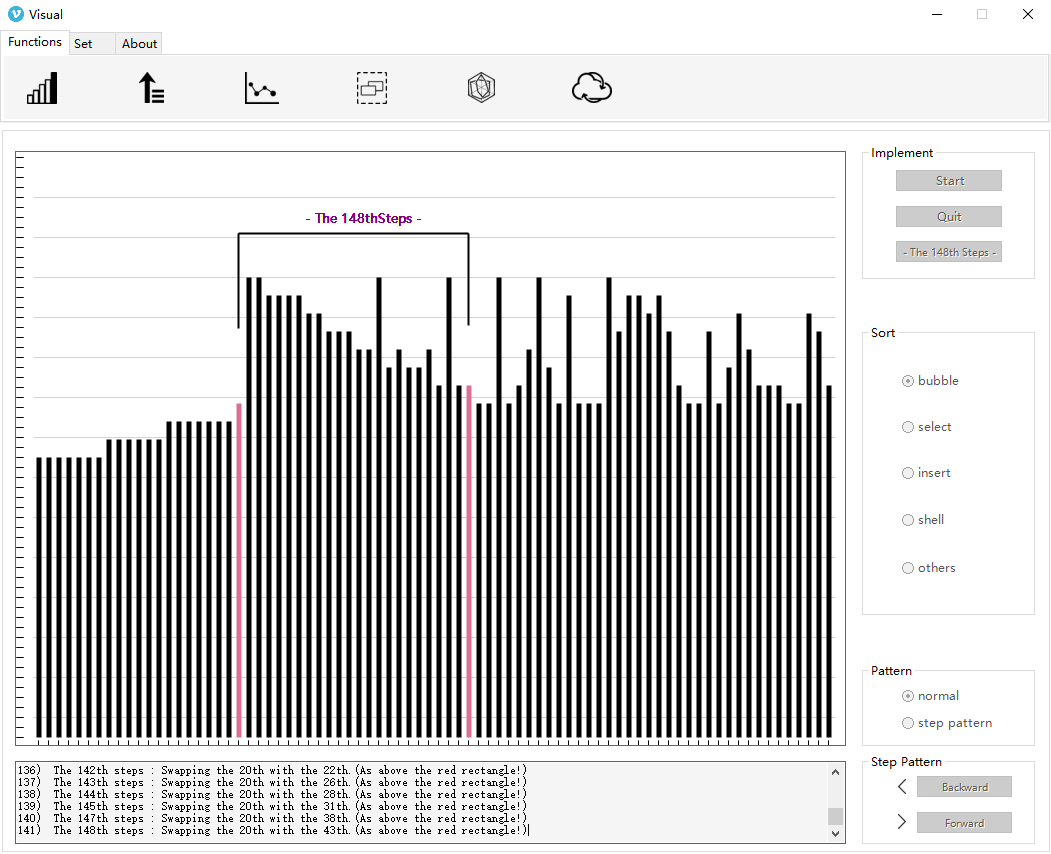 Visual
Functions Set About
- The 148thSteps -
Implement
Start
Quit
- The 148th Steps -
Sort
bubble
select
insert
shell
others
Pattern
normal
step pattern
Step Pattern
Backward
Forward
136) The 142th steps : Swapping the 20th with the 22th.(As above the red rectangle!)
137) The 143th steps : Swapping the 20th with the 26th.(As above the red rectangle!)
138) The 144th steps : Swapping the 20th with the 28th.(As above the red rectangle!)
139) The 145th steps : Swapping the 20th with the 31th.(As above the red rectangle!)
140) The 147th steps : Swapping the 20th with the 38th.(As above the red rectangle!)
141) The 148th steps : Swapping the 20th with the 43th.(As above the red rectangle!)